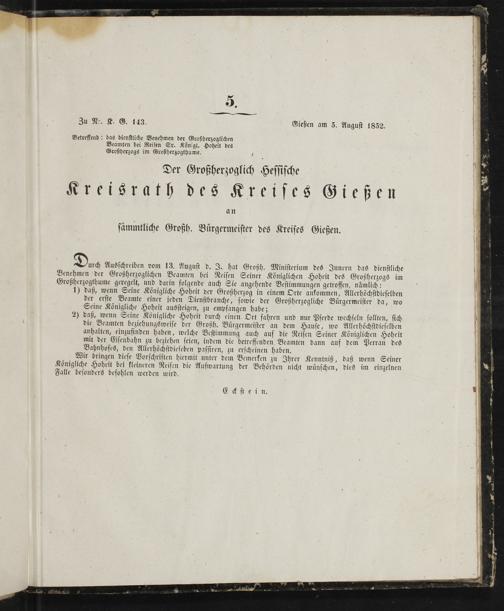 5.
Zu Nr. K. G. 143.
Gießen am 5. August 1852.
Betreffend: das dienstliche Benehmen der Großherzoglichen
Beamten bei Reisen Sr. Königl. Hoheit des
Großherzogs im Großherzogthume.
Der Großherzoglich Hessische
Kreisrath des Kreises Gießen
an
sämmtliche Großh. Bürgermeister des Kreises Gießen.
Durch Ausschreiben vom 13. August d. J. hat Großh. Ministerium des Innern das dienstliche
Benehmen der Großherzoglichen Beamten bei Reisen Seiner Königlichen Hoheit des Großherzogs im
Großherzogthume geregelt, und darin folgende auch Sie angehende Bestimmungen getroffen, nämlich:
1) daß, wenn Seine Königliche Hoheit der Großherzog in einem Orte ankommen, Allerhöchstdieselben
der erste Beamte einer jeden Dienstbranche, sowie der Großherzogliche Bürgermeister da, wo
Seine Königliche Hoheit aussteigen, zu empfangen habe;
2) daß, wenn Seine Königliche Hoheit durch einen Ort fahren und nur Pferde wechseln sollten, sich
die Beamten beziehungsweise der Großh. Bürgermeister an dem Hause, wo Allerhöchstdieselben
anhalten, einzufinden haben, welche Bestimmung auch auf die Reisen Seiner Königlichen Hoheit
mit der Eisenbahn zu beziehen seien, indem die betreffenden Beamten dann auf dem Perron des
Bahnhofes, den Allerhöchstdieselben passiren, zu erscheinen haben.
Wir bringen diese Vorschriften hiermit unter dem Bemerken zu Ihrer Kenntniß, daß wenn Seiner
Königliche Hoheit bei kleineren Reisen die Aufwartung der Behörden nicht wünschen, dies im einzelnen
Falle besonders befohlen werden wird.
Eckstein.